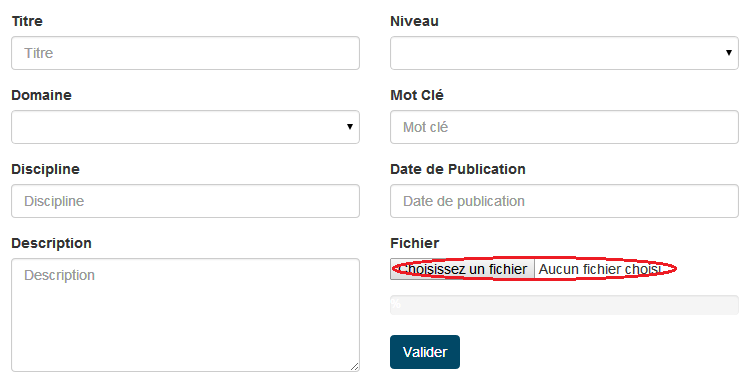 Titre
Titre
Niveau
Domaine
Mot Clé
Mot clé
Discipline
Discipline
Date de Publication
Date de publication
Description
Description
Fichier
Choisissez un fichier Aucun fichier choisi
%
Valider